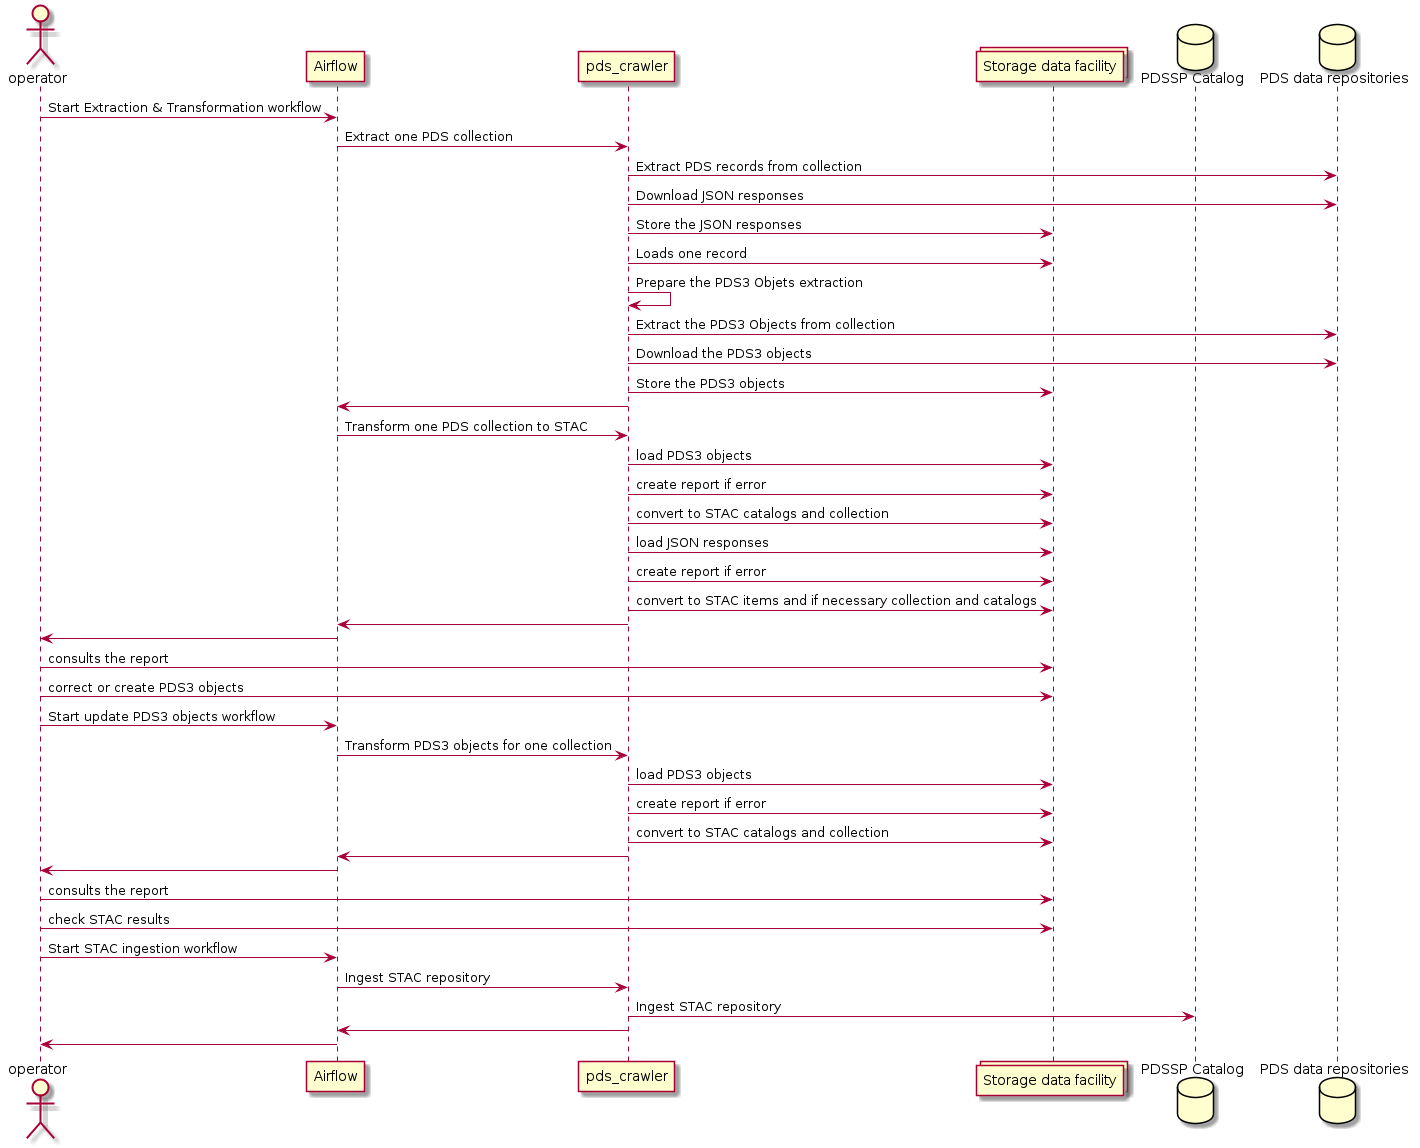 operator
Airflow
pds_crawler
Storage data facility
PDSSP Catalog
PDS data repositories
Start Extraction & Transformation workflow
Extract one PDS collection
Extract PDS records from collection
Download JSON responses
Store the JSON responses
Loads one record
Prepare the PDS3 Objets extraction
Extract the PDS3 Objects from collection
Download the PDS3 objects
Store the PDS3 objects
Transform one PDS collection to STAC
load PDS3 objects
create report if error
convert to STAC catalogs and collection
load JSON responses
create report if error
convert to STAC items and if necessary collection and catalogs
consults the report
correct or create PDS3 objects
Start update PDS3 objects workflow
Transform PDS3 objects for one collection
load PDS3 objects
create report if error
convert to STAC catalogs and collection
consults the report
check STAC results
Start STAC ingestion workflow
Ingest STAC repository
Ingest STAC repository
operator
Airflow
pds_crawler
Storage data facility
PDSSP Catalog
PDS data repositories